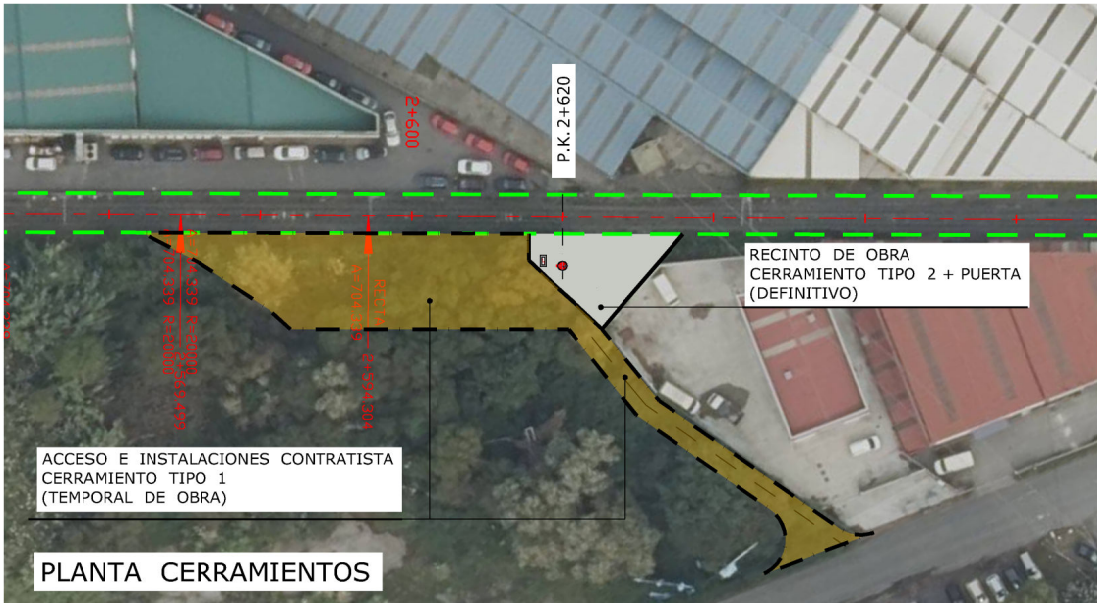 2+600
P.K. 2+620
RECINTO DE OBRA
CERRAMIENTO TIPO 2 + PUERTA
(DEFINITIVO)
ACCESO E INSTALACIONES CONTRATISTA
CERRAMIENTO TIPO 1
(TEMPORAL DE OBRA)
PLANTA CERRAMIENTOS